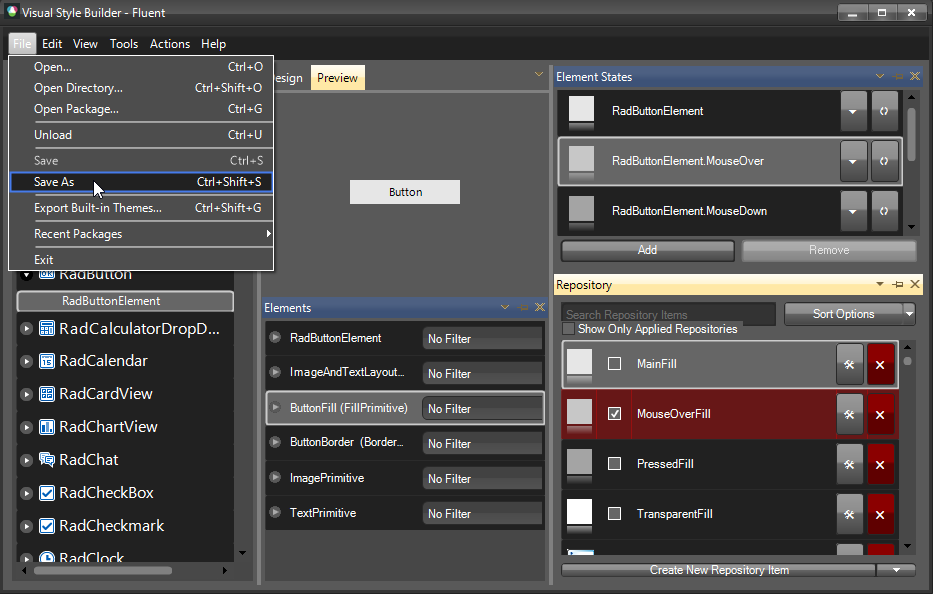 Visual Style Builder - Fluent
File Edit View Tools Actions Help
Open... Ctrl+O
Open Directory... Ctrl+Shift+O
Open Package... Ctrl+G
Unload Ctrl+U
Save Ctrl+S
Save As Ctrl+Shift+S
Export Built-in Themes... Ctrl+Shift+G
Recent Packages
Exit
RadButton
RadButtonElement
RadCalculatorDropD...
RadCalendar
RadCardView
RadChartView
RadChat
RadCheckBox
RadCheckmark
RadClock
esign Preview
Button
Elements
RadButtonElement No Filter
ImageAndTextLayout... No Filter
ButtonFill (FillPrimitive) No Filter
ButtonBorder (Border... No Filter
ImagePrimitive No Filter
TextPrimitive No Filter
Element States
RadButtonElement
RadButtonElement.MouseOver
RadButtonElement.MouseDown
Add Remove
Repository
Search Repository Items Sort Options
Show Only Applied Repositories
MainFill
MouseOverFill
PressedFill
TransparentFill
Create New Repository Item